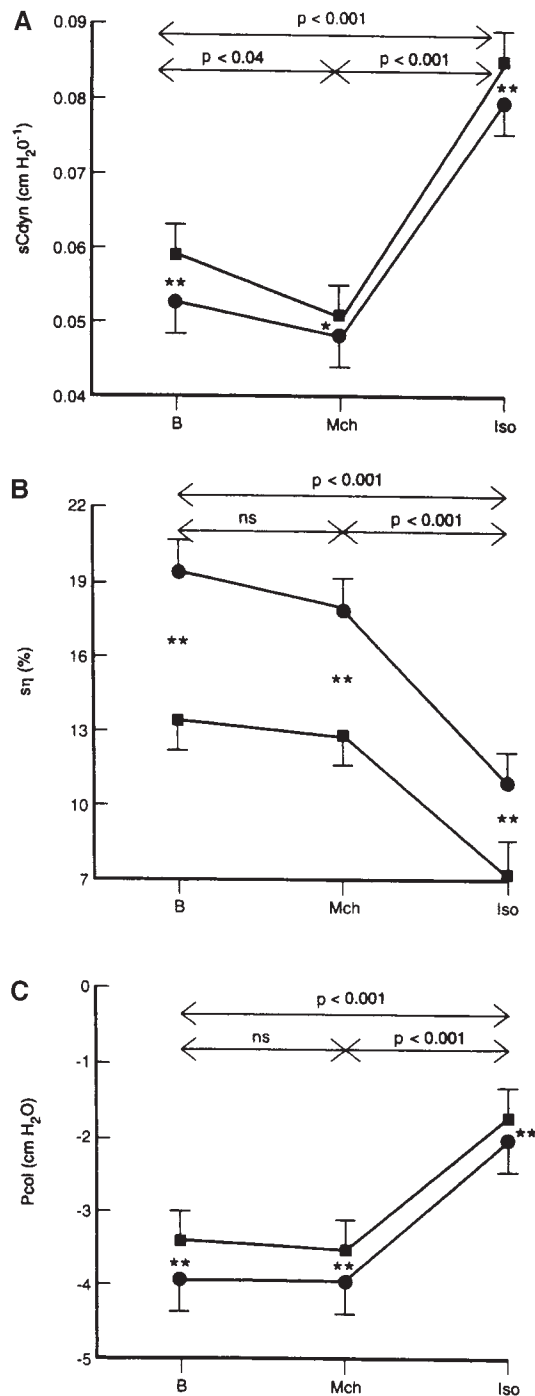 A
0.09
p < 0.001
p < 0.04
p < 0.001
0.08
**
0.07
sCdyn (cm H2O-1)
0.06
**
*
0.05
0.04
B
Mch
Iso
B
22
p < 0.001
ns
p < 0.001
19
**
16
**
sη (%)
13
10
**
7
B
Mch
Iso
C
0
p < 0.001
ns
p < 0.001
-1
-2
**
Pcol (cm H2O)
-3
**
**
-4
-5
B
Mch
Iso